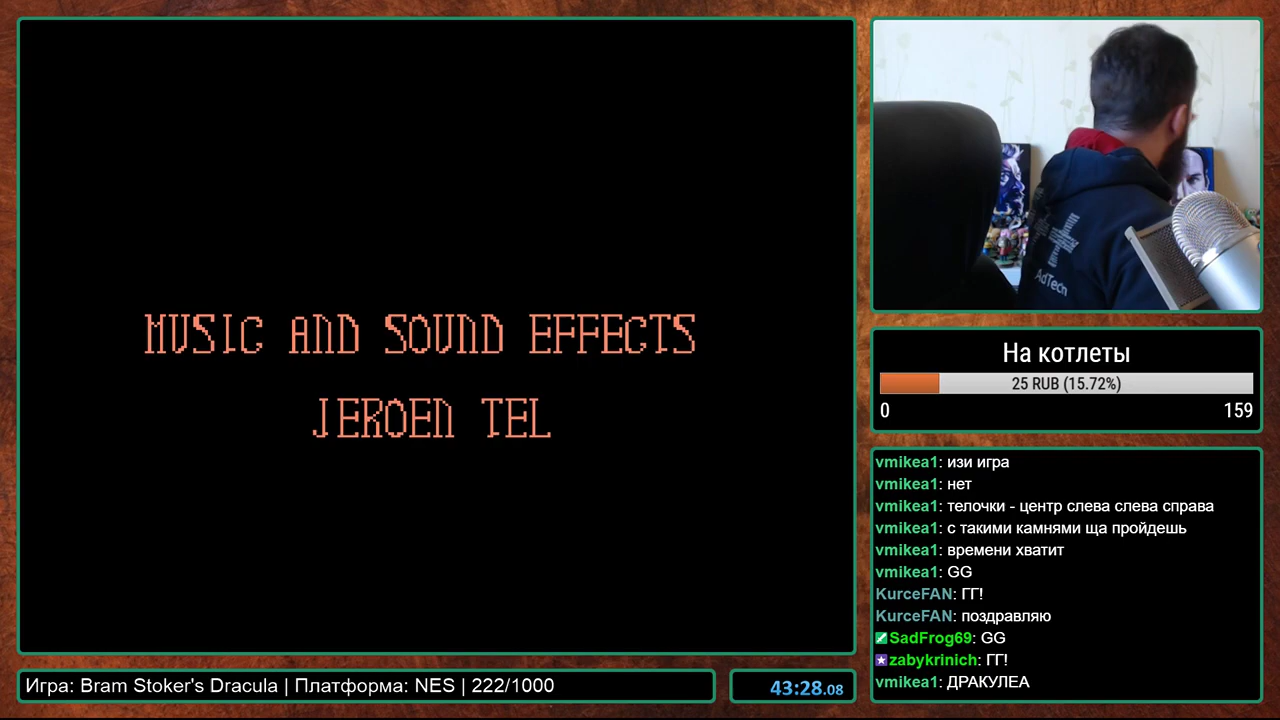 MUSIC AND SOUND EFFECTS
JEROEN TEL
AdTech
На котлеты
25 RUB (15.72%)
0 159
vmikea1: изи игра
vmikea1: нет
vmikea1: телочки - центр слева слева справа
vmikea1: с такими камнями ща пройдешь
vmikea1: времени хватит
vmikea1: GG
KurceFAN: ГГ!
KurceFAN: поздравляю
SadFrog69: GG
zabykrinich: ГГ!
vmikea1: ДРАКУЛЕА
Игра: Bram Stoker's Dracula | Платформа: NES | 222/1000
43:28.08